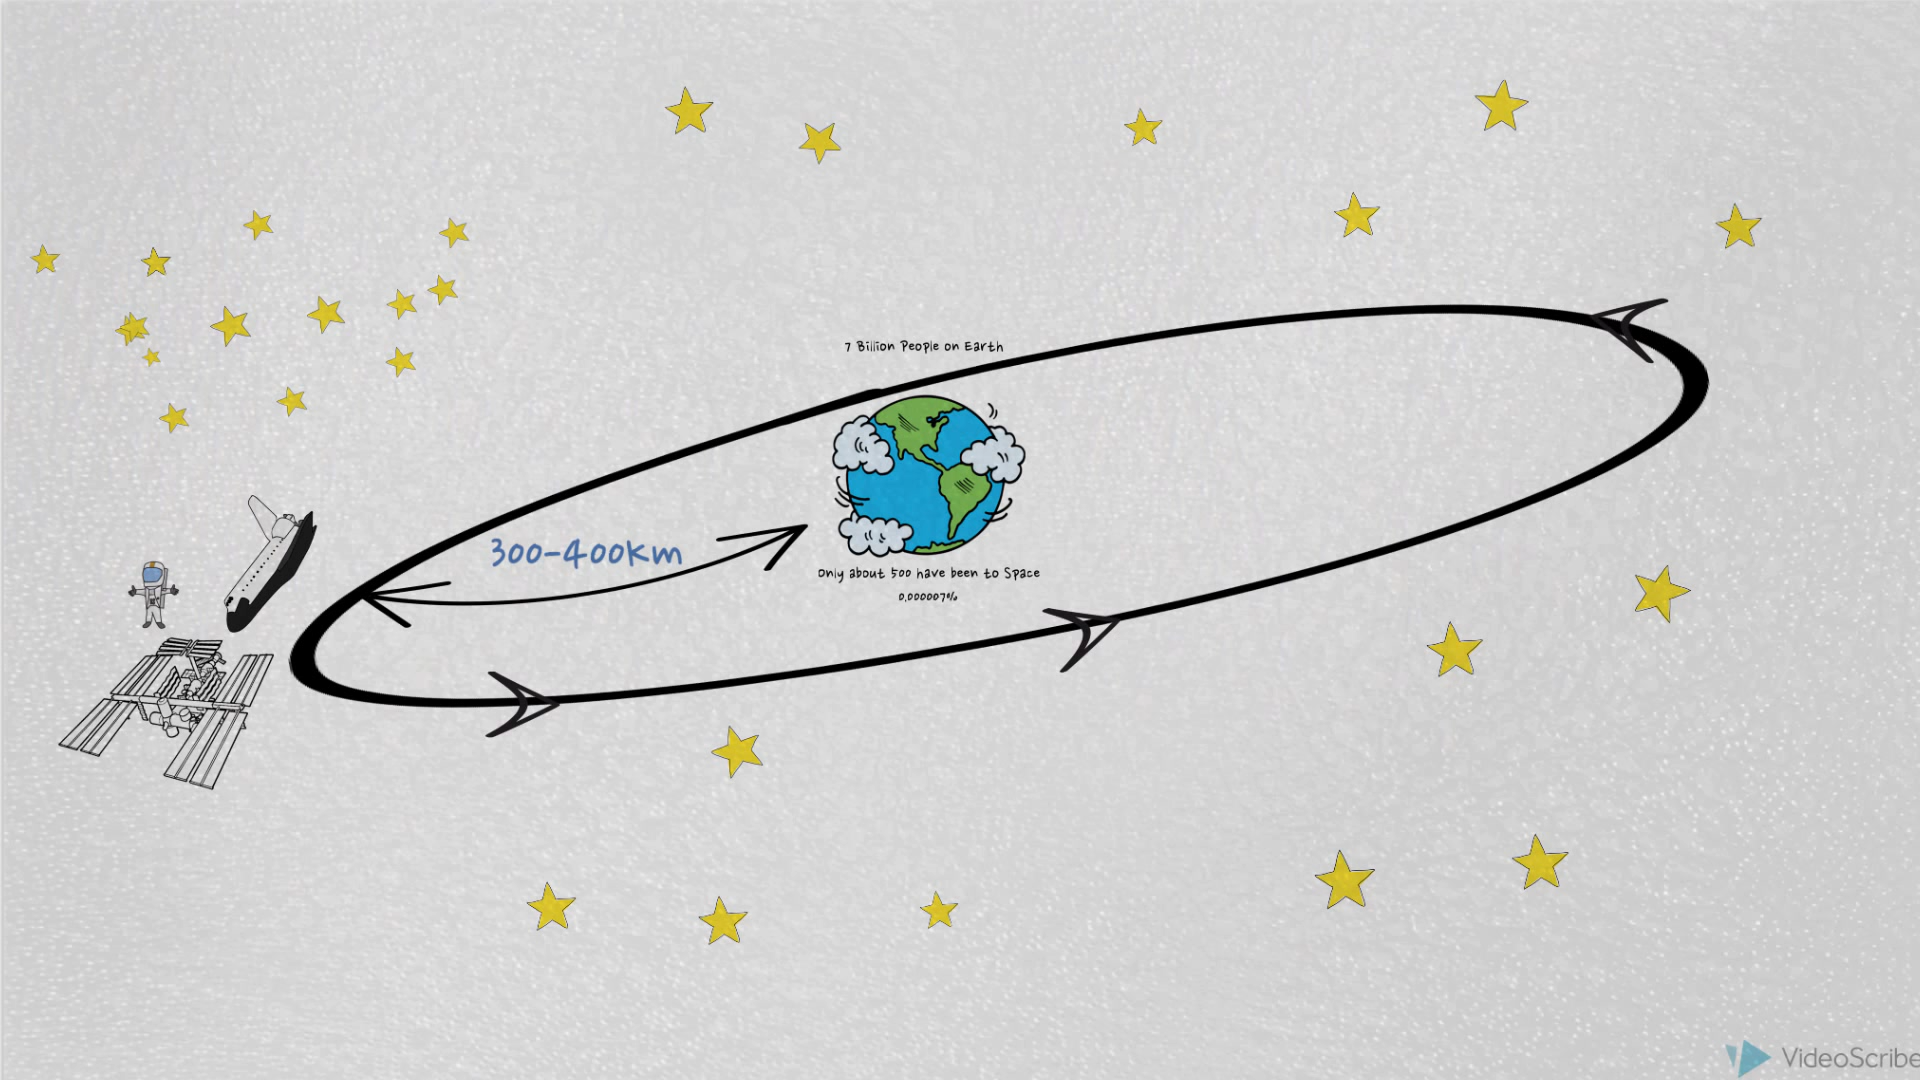 7 Billion People on Earth
300-400Km
Only about 500 have been to Space
0.000007%
VideoScribe